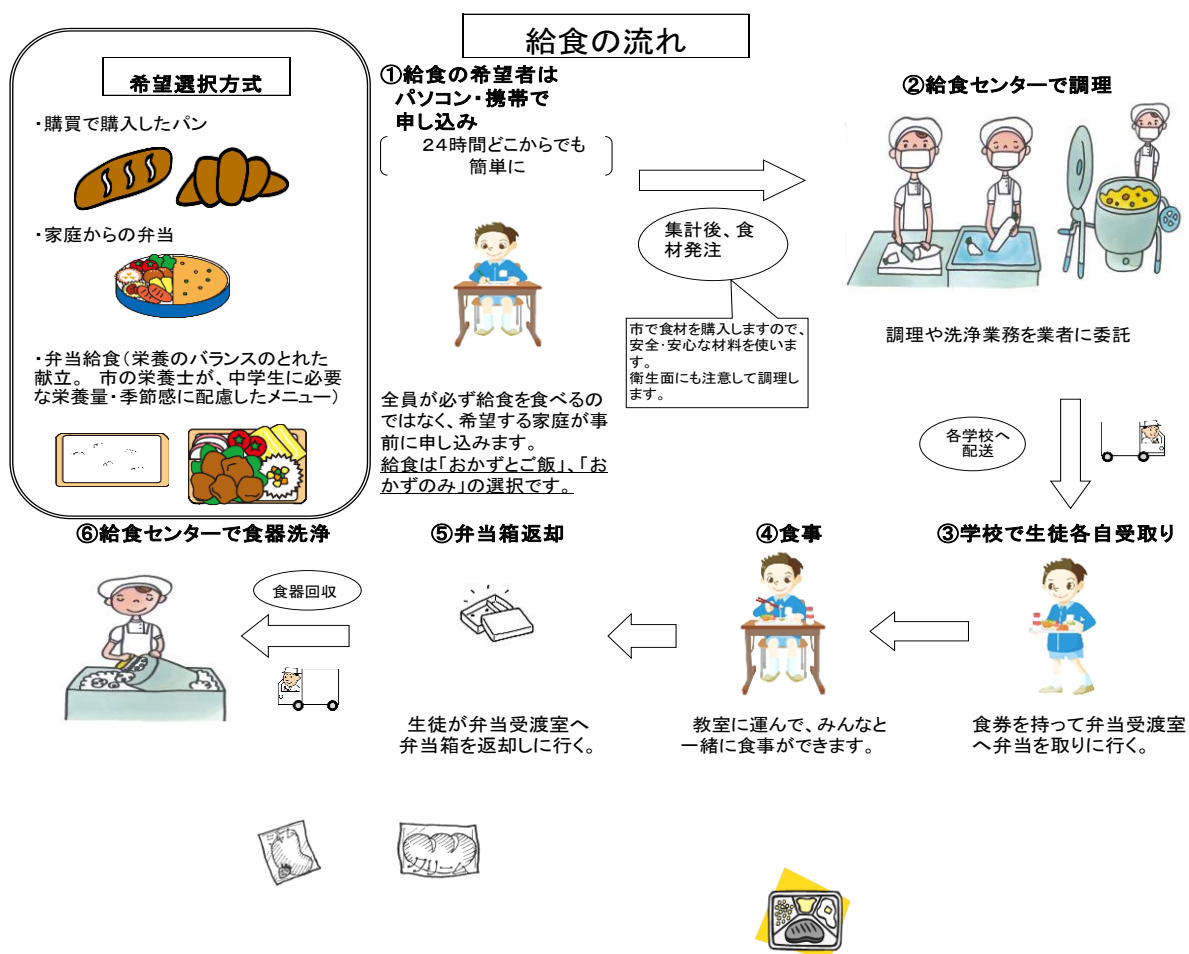 給食の流れ
希望選択方式
・購買で購入したパン
・家庭からの弁当
・弁当給食(栄養のバランスのとれた
献立。 市の栄養士が、中学生に必要
な栄養量・季節感に配慮したメニュー)
①給食の希望者は
パソコン・携帯で
申し込み
24時間どこからでも
簡単に
全員が必ず給食を食べるの
ではなく、希望する家庭が事
前に申し込みます。
給食は「おかずとご飯」、「お
かずのみ」の選択です。
集計後、食
材発注
市で食材を購入しますので、
安全・安心な材料を使いま
す。
衛生面にも注意して調理し
ます。
②給食センターで調理
調理や洗浄業務を業者に委託
各学校へ
配送
③学校で生徒各自受取り
食券を持って弁当受渡室
へ弁当を取りに行く。
④食事
教室に運んで、みんなと
一緒に食事ができます。
⑤弁当箱返却
生徒が弁当受渡室へ
弁当箱を返却しに行く。
食器回収
⑥給食センターで食器洗浄
ジャム
クリーム